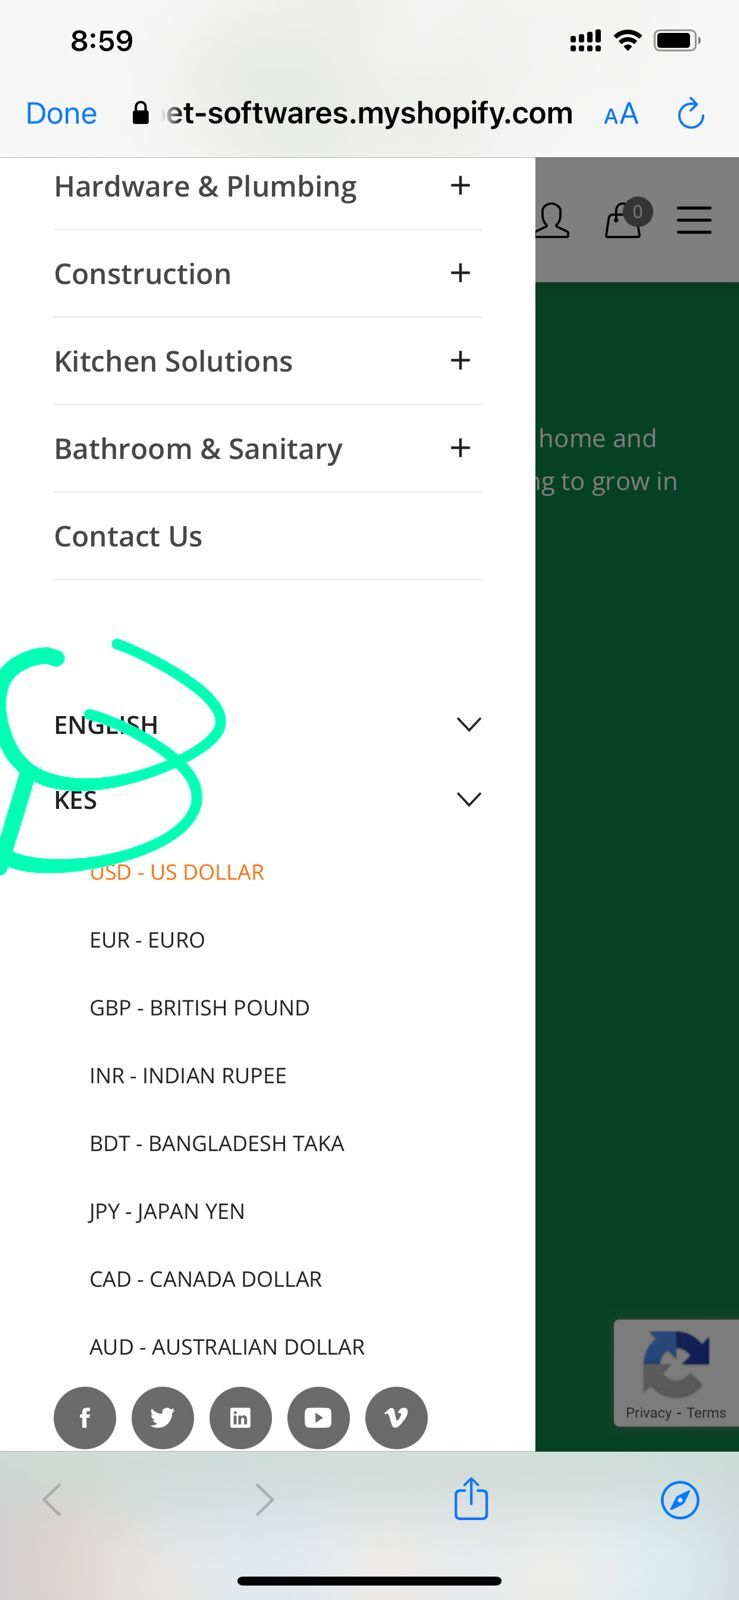 8:59
Done
et-softwares.myshopify.com
AA
Hardware & Plumbing
0
Construction
Kitchen Solutions
home and
Bathroom & Sanitary
to grow in
Contact Us
ENGLISH
KES
USD - US DOLLAR
EUR - EURO
GBP - BRITISH POUND
INR - INDIAN RUPEE
BDT - BANGLADESH TAKA
JPY - JAPAN YEN
CAD - CANADA DOLLAR
AUD - AUSTRALIAN DOLLAR
Privacy - Terms